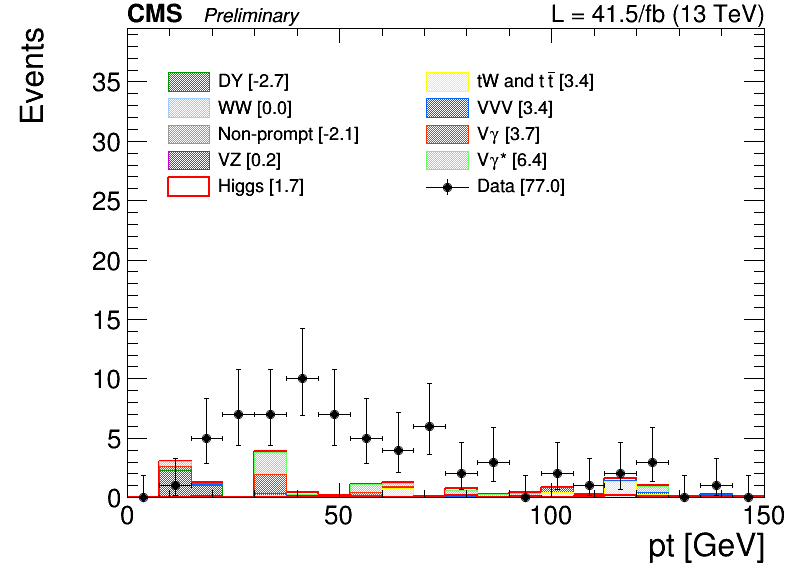 CMS Preliminary L = 41.5/fb (13 TeV)
Events
35
30
25
20
15
10
5
0
DY [-2.7]
WW [0.0]
Non-prompt [-2.1]
VZ [0.2]
Higgs [1.7]
tW and tt̄ [3.4]
VVV [3.4]
Vγ [3.7]
Vγ* [6.4]
Data [77.0]
0 50 100 150
pt [GeV]